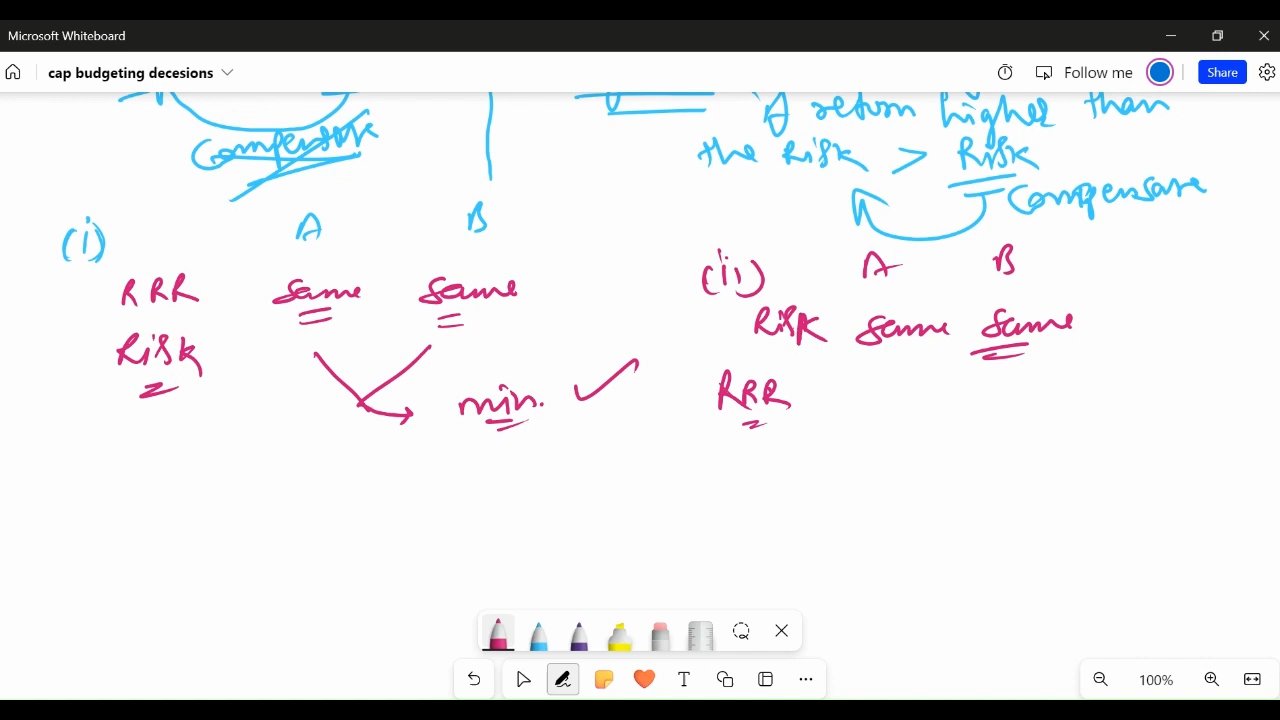 Microsoft Whiteboard
cap budgeting decesions
Follow me
Share
if return higher than
the Risk > Risk
Compensate
(i) A B
RRR Same Same
Risk
min.
(ii) A B
Risk Same Same
RRR
100%